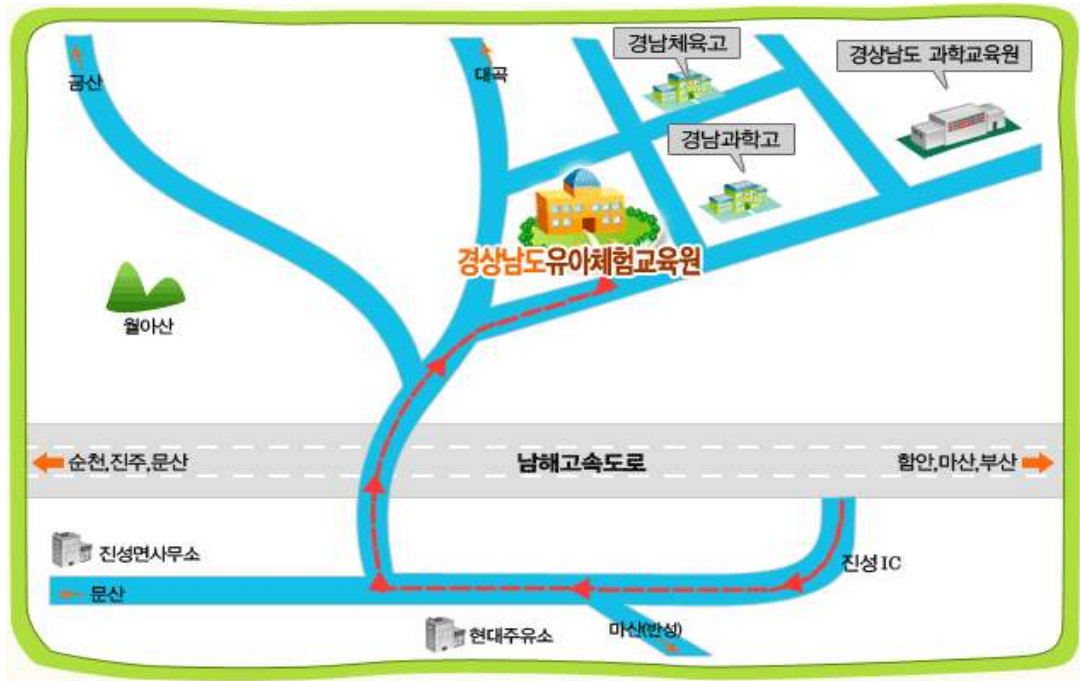 금산
대곡
경남체육고
경상남도 과학교육원
경남과학고
경상남도유아체험교육원
월아산
순천,진주,문산
남해고속도로
함안,마산,부산
진성면사무소
진성IC
문산
현대주유소
마산(반성)